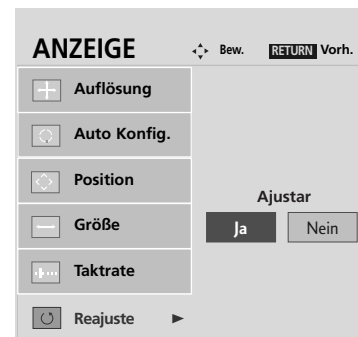 ANZEIGE Bew. RETURN Vorh.
Auflösung
Auto Konfig.
Position
Größe
Taktrate
Reajuste
Ajustar
Ja Nein